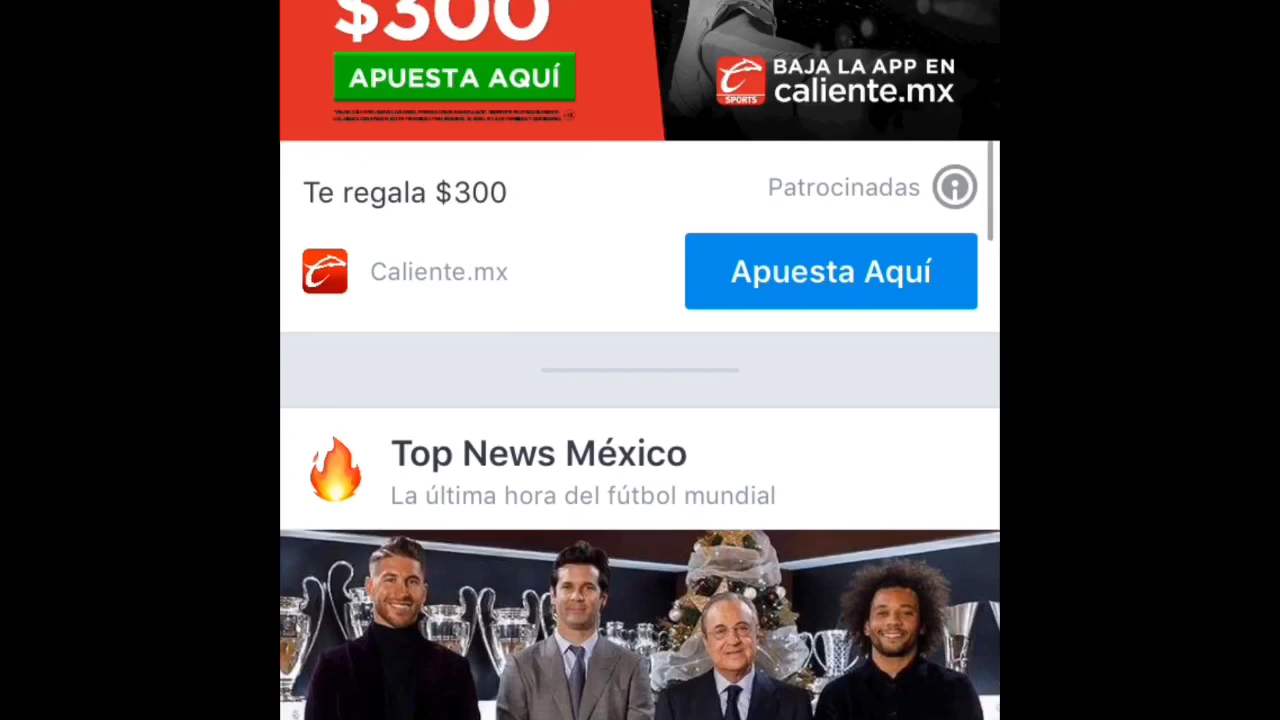 $300
APUESTA AQUÍ
BAJA LA APP EN
caliente.mx
SPORTS
Te regala $300
Patrocinadas
Caliente.mx
Apuesta Aquí
Top News México
La última hora del fútbol mundial